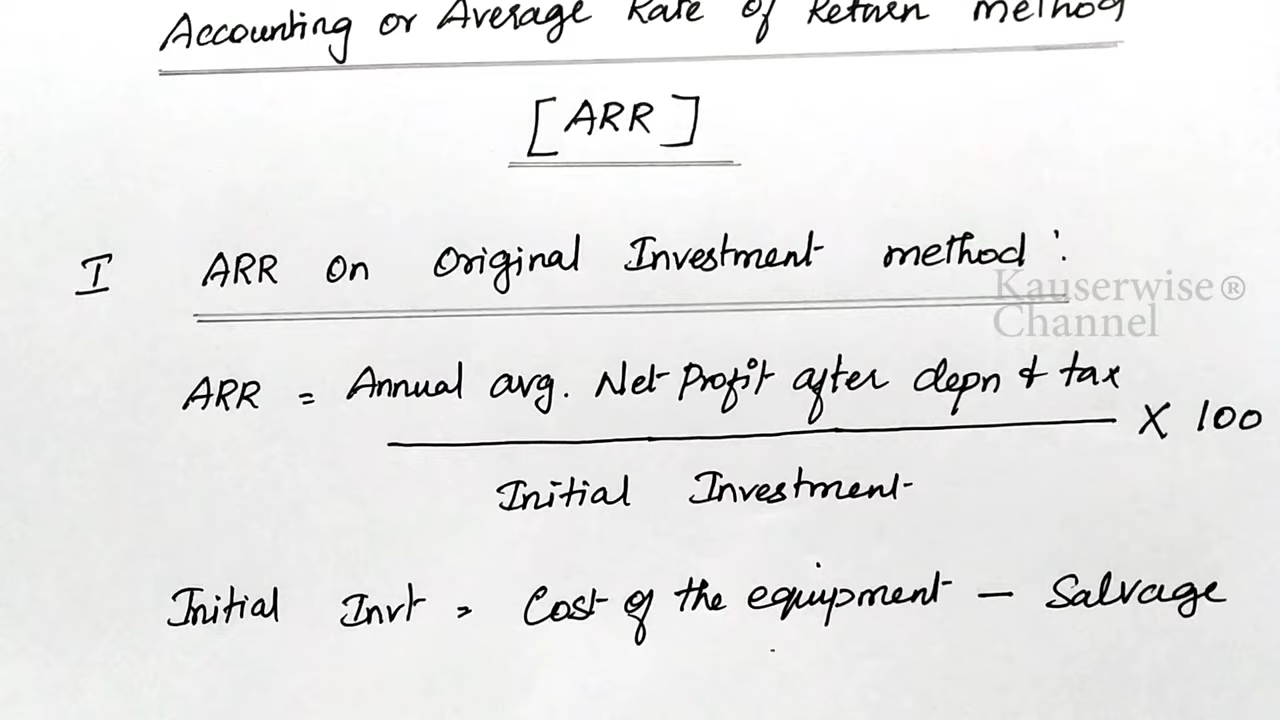 Accounting or Average Rate of Return method
[ARR]
I ARR on Original Investment method :
Kauserwise®
Channel
ARR = Annual avg. Net Profit after depn & tax
X 100
Initial Investment
Initial Invt = Cost of the equipment - Salvage